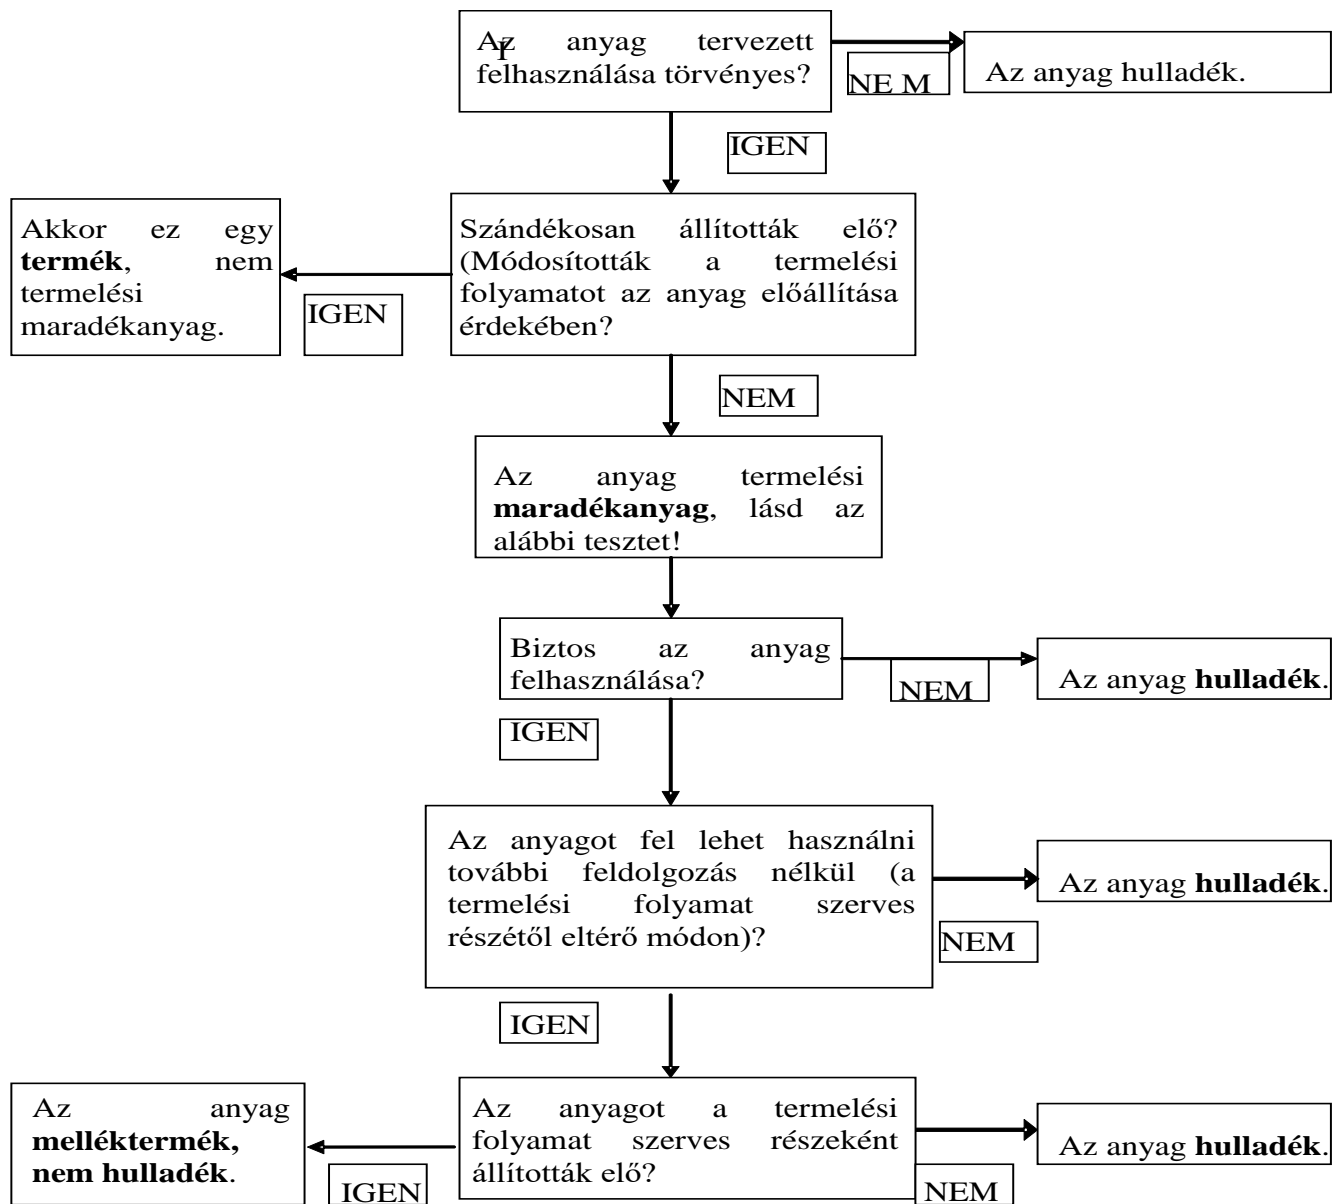 Az anyag tervezett
felhasználása törvényes?
I
NE M
Az anyag hulladék.
IGEN
Akkor ez egy
termék, nem
termelési
maradékanyag.
IGEN
Szándékosan állították elő?
(Módosították a termelési
folyamatot az anyag előállítása
érdekében?
NEM
Az anyag termelési
maradékanyag, lásd az
alábbi tesztet!
Biztos az anyag
felhasználása?
NEM
Az anyag hulladék.
IGEN
Az anyagot fel lehet használni
további feldolgozás nélkül (a
termelési folyamat szerves
részétől eltérő módon)?
Az anyag hulladék.
NEM
IGEN
Az anyag
melléktermék,
nem hulladék.
IGEN
Az anyagot a termelési
folyamat szerves részeként
állították elő?
NEM
Az anyag hulladék.